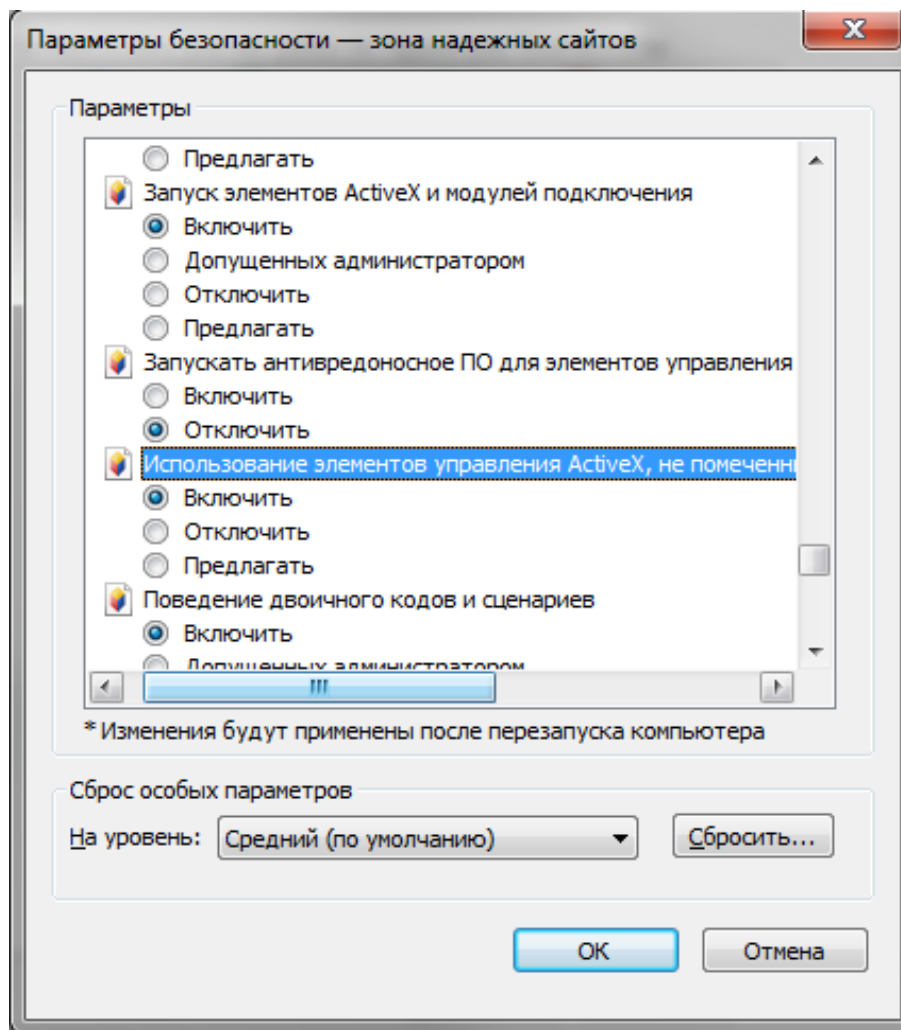 Параметры безопасности — зона надежных сайтов
Параметры
Предлагать
Запуск элементов ActiveX и модулей подключения
Включить
Допущенных администратором
Отключить
Предлагать
Запускать антивредоносное ПО для элементов управления
Включить
Отключить
Использование элементов управления ActiveX, не
Включить
Отключить
Предлагать
Поведение двоичного кодов и сценариев
Включить
Допущенных администратором
* Изменения будут применены после перезапуска компьютера
Сброс особых параметров
На уровень: Средний (по умолчанию) Сбросить...
ОК Отмена